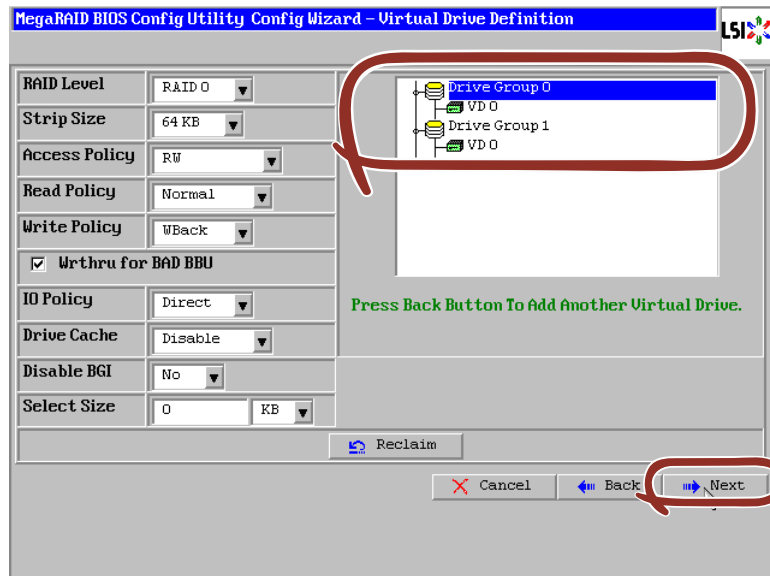 MegaRAID BIOS Config Utility Config Wizard – Virtual Drive Definition
LSI
RAID Level RAID 0
Strip Size 64 KB
Access Policy RW
Read Policy Normal
Write Policy WBack
Wrthru for BAD BBU
IO Policy Direct
Drive Cache Disable
Disable BGI No
Select Size 0 KB
Drive Group 0
VD 0
Drive Group 1
VD 0
Press Back Button To Add Another Virtual Drive.
Reclaim
Cancel Back Next